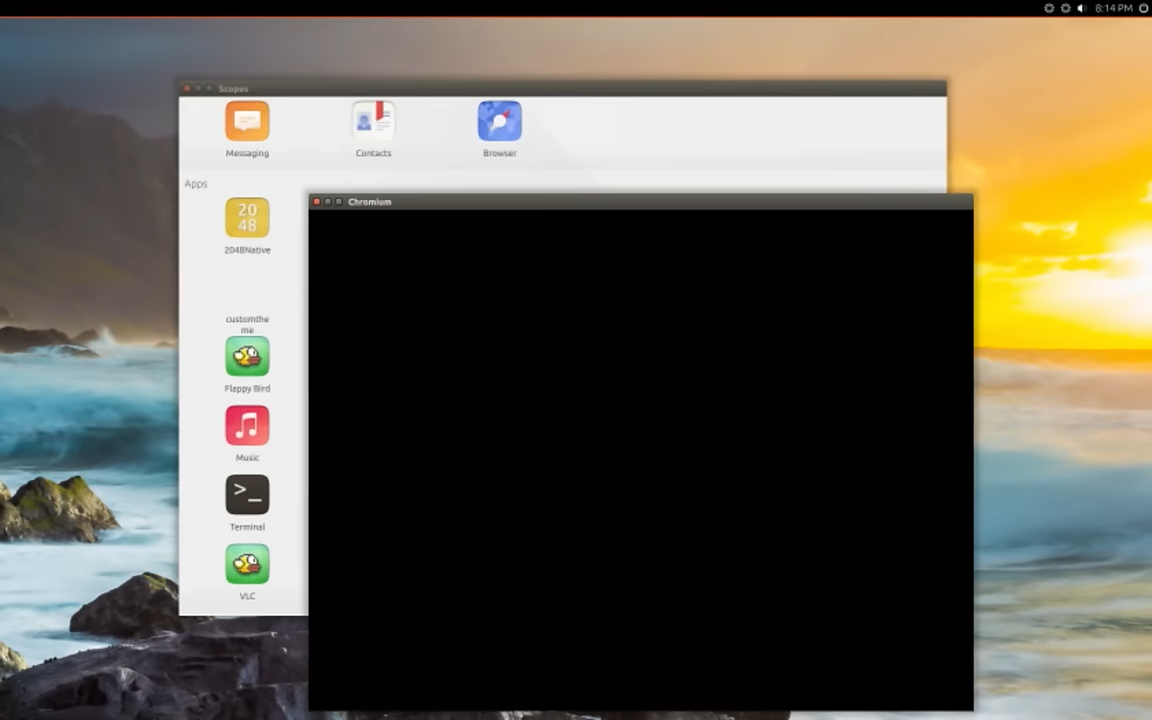 8:14 PM
Scopes
Messaging
Contacts
Browser
Apps
20
48
2048Native
Chromium
customthe
me
Flappy Bird
Music
>_
Terminal
VLC